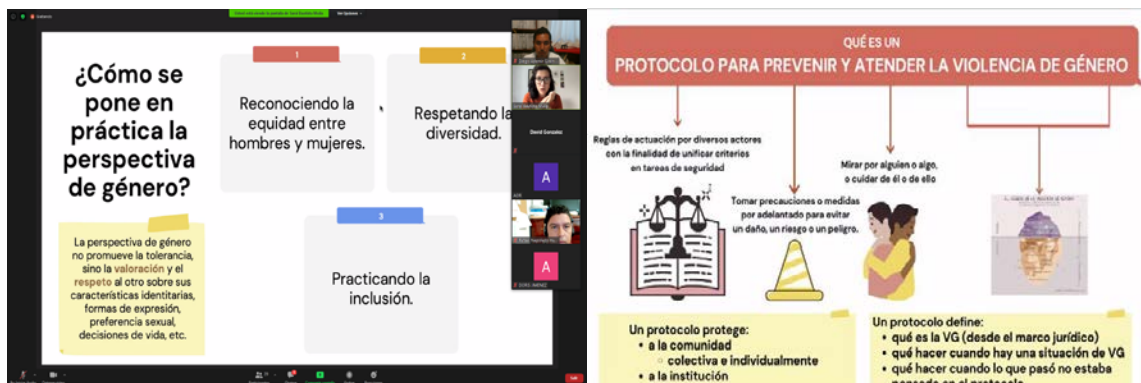 Ver Opciones
¿Cómo se
pone en
práctica la
perspectiva
de género?
La perspectiva de género
no promueve la tolerancia,
sino la valoración y el
respeto al otro sobre sus
características identitarias,
formas de expresión,
preferencia sexual,
decisiones de vida, etc.
1
Reconociendo la
equidad entre
hombres y mujeres.
2
Respetando la
diversidad.
3
Practicando la
inclusión.
David Gonzalez
A
A
QUÉ ES UN
PROTOCOLO PARA PREVENIR Y ATENDER LA VIOLENCIA DE GÉNERO
Reglas de actuación por diversos actores
con la finalidad de unificar criterios
en tareas de seguridad
Tomar precauciones o medidas
por adelantado para evitar
un daño, un riesgo o un peligro.
Mirar por alguien o algo,
o cuidar de él o de ello
Un protocolo protege:
• a la comunidad
○ colectiva e individualmente
• a la institución
Un protocolo define:
• qué es la VG (desde el marco jurídico)
• qué hacer cuando hay una situación de VG
• qué hacer cuando lo que pasó no estaba